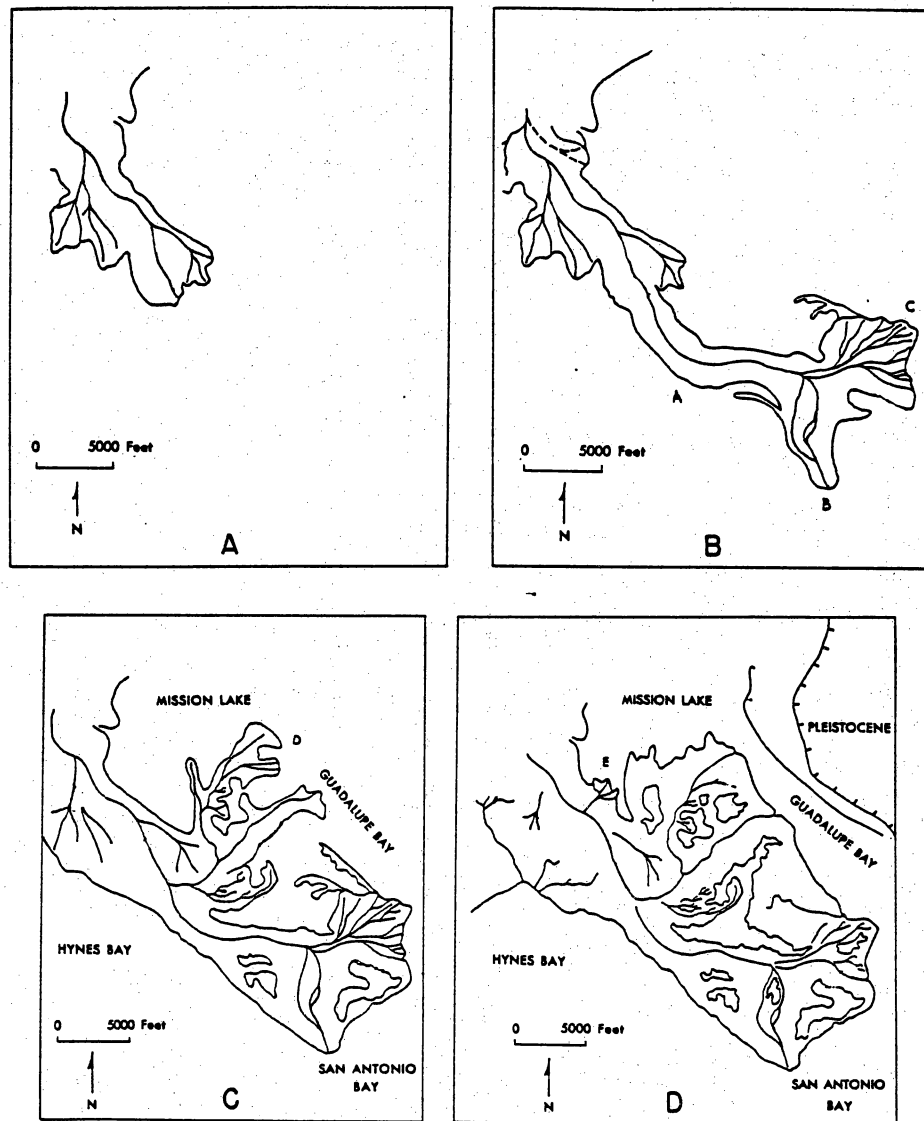 0 5000 Feet
N
A
C
A
0 5000 Feet
B
N
B
MISSION LAKE
D
GUADALUPE BAY
HYNES BAY
0 5000 Feet
SAN ANTONIO
BAY
N
C
MISSION LAKE
PLEISTOCENE
E
GUADALUPE BAY
HYNES BAY
0 5000 Feet
SAN ANTONIO
BAY
N
D